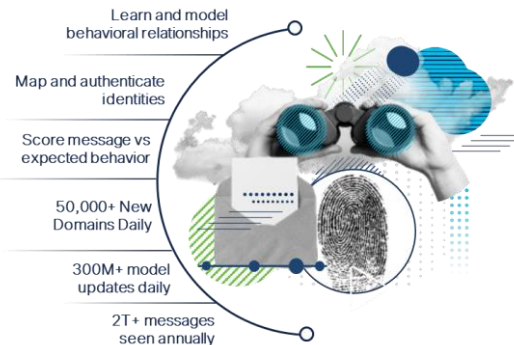 Learn and model
behavioral relationships
Map and authenticate
identities
Score message vs
expected behavior
50,000+ New
Domains Daily
300M+ model
updates daily
2T+ messages
seen annually